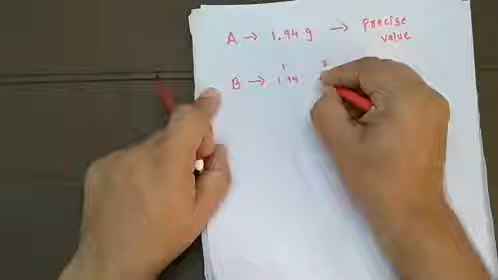 A → 1.94 g → Precise value
B → 1.94